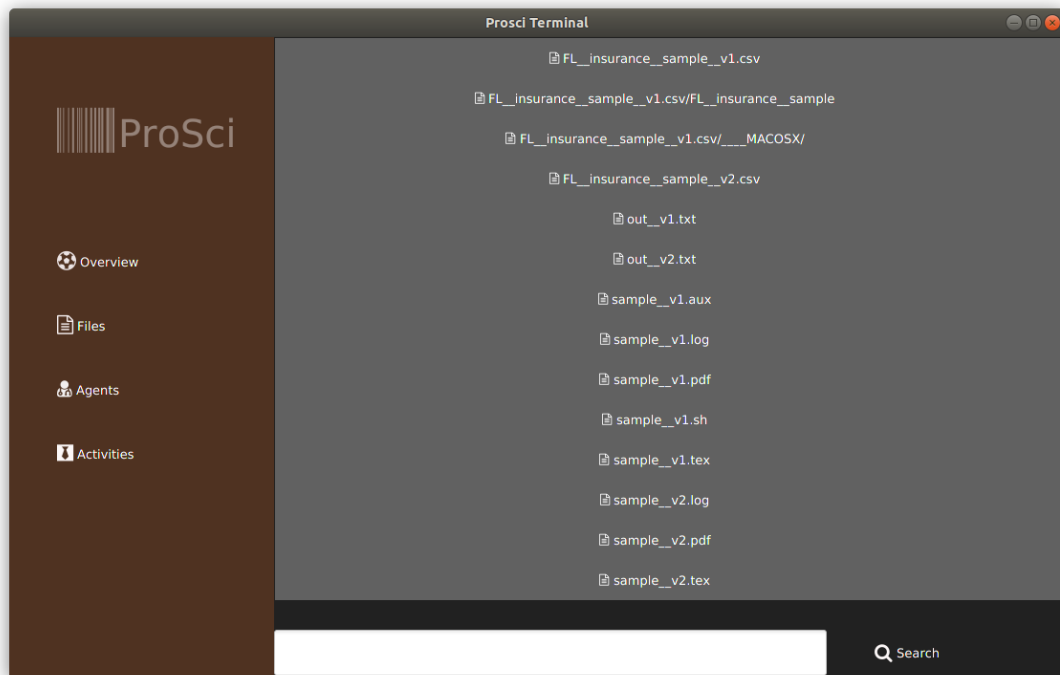 Prosci Terminal
ProSci
Overview
Files
Agents
Activities
FL__insurance__sample__v1.csv
FL__insurance__sample__v1.csv/FL__insurance__sample
FL__insurance__sample__v1.csv/____MACOSX/
FL__insurance__sample__v2.csv
out__v1.txt
out__v2.txt
sample__v1.aux
sample__v1.log
sample__v1.pdf
sample__v1.sh
sample__v1.tex
sample__v2.log
sample__v2.pdf
sample__v2.tex
Search